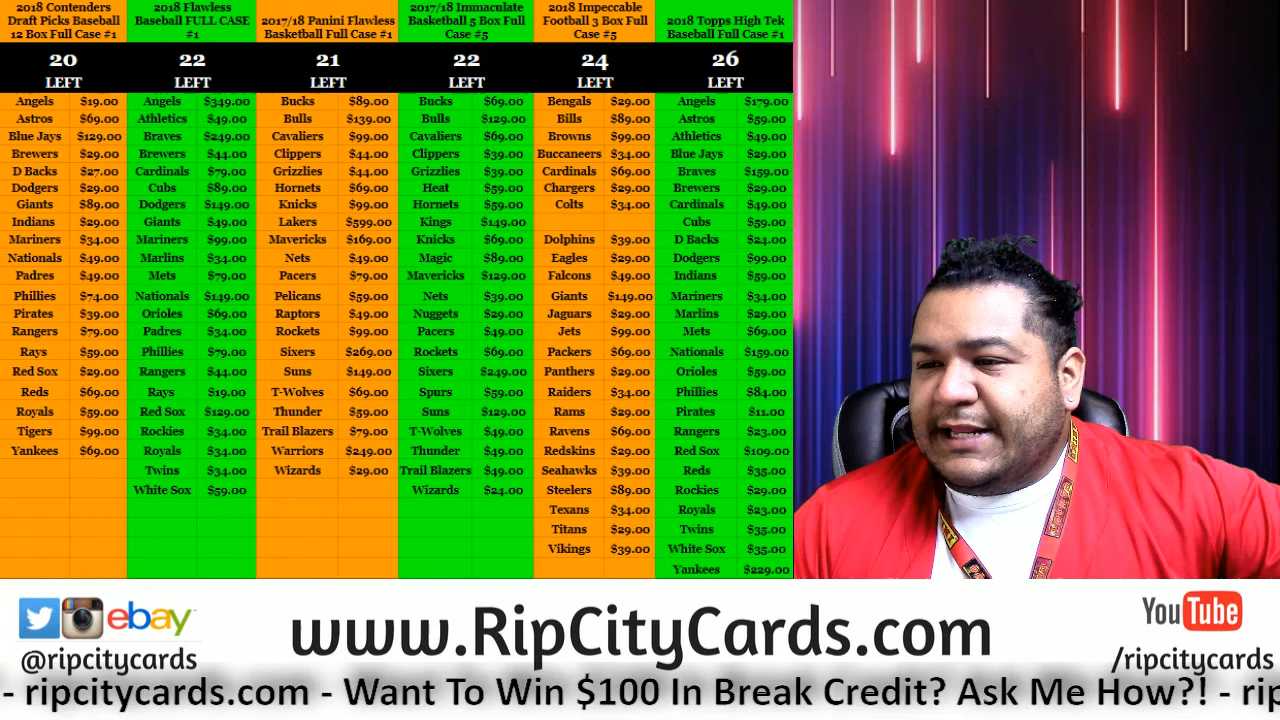 2018 Contenders
Draft Picks Baseball
12 Box Full Case #1
20
LEFT
Angels $19.00
Astros $69.00
Blue Jays $129.00
Brewers $29.00
D Backs $27.00
Dodgers $29.00
Giants $89.00
Indians $29.00
Mariners $34.00
Nationals $49.00
Padres $49.00
Phillies $74.00
Pirates $39.00
Rangers $79.00
Rays $59.00
Red Sox $29.00
Reds $69.00
Royals $59.00
Tigers $99.00
Yankees $69.00
2018 Flawless
Baseball FULL CASE
#1
22
LEFT
Angels $349.00
Athletics $49.00
Braves $249.00
Brewers $44.00
Cardinals $79.00
Cubs $89.00
Dodgers $149.00
Giants $49.00
Mariners $99.00
Marlins $34.00
Mets $79.00
Nationals $149.00
Orioles $69.00
Padres $34.00
Phillies $79.00
Rangers $44.00
Rays $19.00
Red Sox $129.00
Rockies $34.00
Royals $34.00
Twins $34.00
White Sox $59.00
2017/18 Panini Flawless
Basketball Full Case #1
21
LEFT
Bucks $89.00
Bulls $139.00
Cavaliers $99.00
Clippers $44.00
Grizzlies $44.00
Hornets $69.00
Knicks $99.00
Lakers $599.00
Mavericks $169.00
Nets $49.00
Pacers $79.00
Pelicans $59.00
Raptors $49.00
Rockets $99.00
Sixers $269.00
Suns $149.00
T-Wolves $69.00
Thunder $59.00
Trail Blazers $79.00
Warriors $249.00
Wizards $29.00
2017/18 Immaculate
Basketball 5 Box Full
Case #5
22
LEFT
Bucks $69.00
Bulls $129.00
Cavaliers $69.00
Clippers $39.00
Grizzlies $39.00
Heat $59.00
Hornets $59.00
Kings $149.00
Knicks $69.00
Magic $89.00
Mavericks $129.00
Nets $39.00
Nuggets $29.00
Pacers $49.00
Rockets $69.00
Sixers $249.00
Spurs $59.00
Suns $129.00
T-Wolves $49.00
Thunder $49.00
Trail Blazers $49.00
Wizards $24.00
2018 Impeccable
Football 3 Box Full
Case #5
24
LEFT
Bengals $29.00
Bills $89.00
Browns $99.00
Buccaneers $34.00
Cardinals $69.00
Chargers $29.00
Colts $34.00
Dolphins $39.00
Eagles $29.00
Falcons $49.00
Giants $149.00
Jaguars $29.00
Jets $99.00
Packers $69.00
Panthers $29.00
Raiders $34.00
Rams $29.00
Ravens $69.00
Redskins $29.00
Seahawks $39.00
Steelers $89.00
Texans $34.00
Titans $29.00
Vikings $39.00
2018 Topps High Tek
Baseball Full Case #1
26
LEFT
Angels $179.00
Astros $59.00
Athletics $49.00
Blue Jays $29.00
Braves $159.00
Brewers $29.00
Cardinals $49.00
Cubs $59.00
D Backs $24.00
Dodgers $99.00
Indians $59.00
Mariners $34.00
Marlins $29.00
Mets $69.00
Nationals $159.00
Orioles $59.00
Phillies $84.00
Pirates $11.00
Rangers $23.00
Red Sox $109.00
Reds $35.00
Rockies $29.00
Royals $23.00
Twins $35.00
White Sox $35.00
Yankees $229.00
ebay
@ripcitycards
www.RipCityCards.com
YouTube
/ripcitycards
- ripcitycards.com - Want To Win $100 In Break Credit? Ask Me How?! - rip